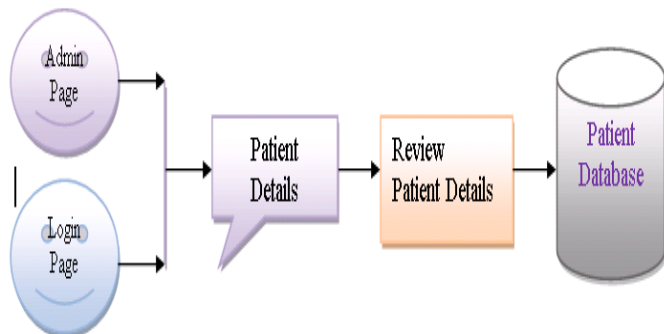 Admin
Page
Login
Page
Patient
Details
Review
Patient Details
Patient
Database